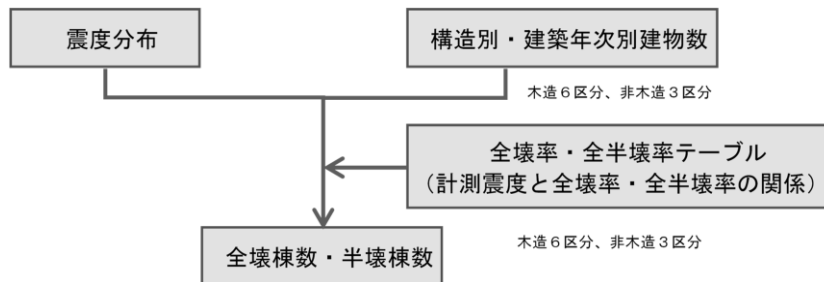 震度分布
構造別・建築年次別建物数
木造６区分、非木造３区分
全壊率・全半壊率テーブル
（計測震度と全壊率・全半壊率の関係）
木造６区分、非木造３区分
全壊棟数・半壊棟数